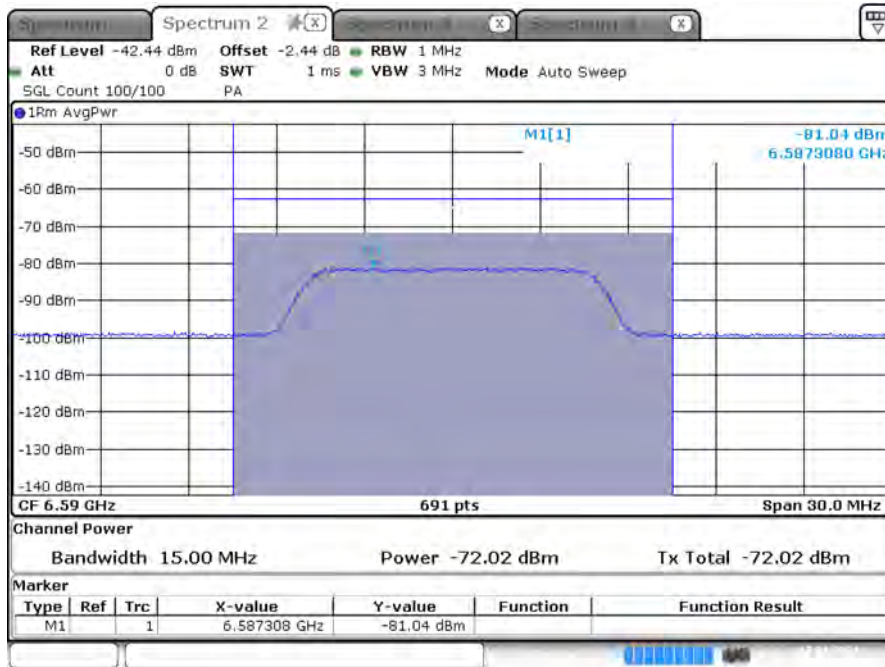 Spectrum 2
Ref Level -42.44 dBm Offset -2.44 dB RBW 1 MHz
Att 0 dB SWT 1 ms VBW 3 MHz Mode Auto Sweep
SGL Count 100/100 PA
1Rm AvgPwr
M1[1] -81.04 dBm
6.5873080 GHz
-50 dBm
-60 dBm
-70 dBm
-80 dBm
-90 dBm
-100 dBm
-110 dBm
-120 dBm
-130 dBm
-140 dBm
CF 6.59 GHz 691 pts Span 30.0 MHz
Channel Power
Bandwidth 15.00 MHz Power -72.02 dBm Tx Total -72.02 dBm
Marker
Type Ref Trc X-value Y-value Function Function Result
M1 1 6.587308 GHz -81.04 dBm